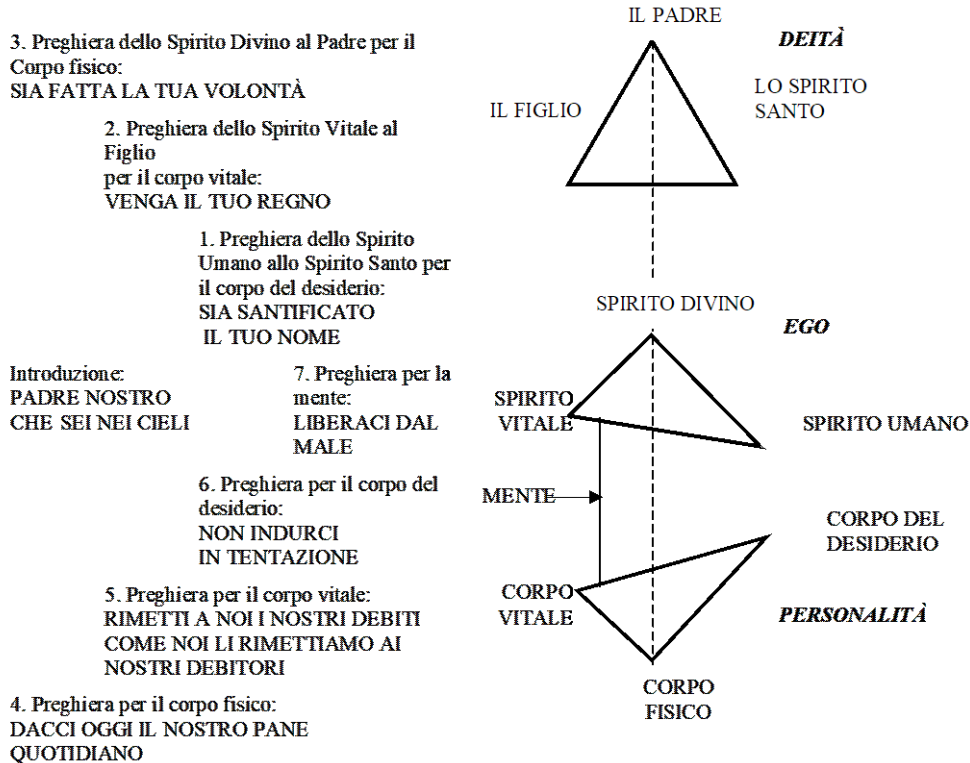 3. Preghiera dello Spirito Divino al Padre per il
Corpo fisico:
SIA FATTA LA TUA VOLONTÀ
2. Preghiera dello Spirito Vitale al
Figlio
per il corpo vitale:
VENGA IL TUO REGNO
1. Preghiera dello Spirito
Umano allo Spirito Santo per
il corpo del desiderio:
SIA SANTIFICATO
IL TUO NOME
Introduzione:
PADRE NOSTRO
CHE SEI NEI CIELI
7. Preghiera per la
mente:
LIBERACI DAL
MALE
6. Preghiera per il corpo del
desiderio:
NON INDURCI
IN TENTAZIONE
5. Preghiera per il corpo vitale:
RIMETTI A NOI I NOSTRI DEBITI
COME NOI LI RIMETTIAMO AI
NOSTRI DEBITORI
4. Preghiera per il corpo fisico:
DACCI OGGI IL NOSTRO PANE
QUOTIDIANO
IL PADRE
DEITÀ
IL FIGLIO
LO SPIRITO
SANTO
SPIRITO DIVINO
EGO
SPIRITO
VITALE
SPIRITO UMANO
MENTE
CORPO DEL
DESIDERIO
CORPO
VITALE
PERSONALITÀ
CORPO
FISICO